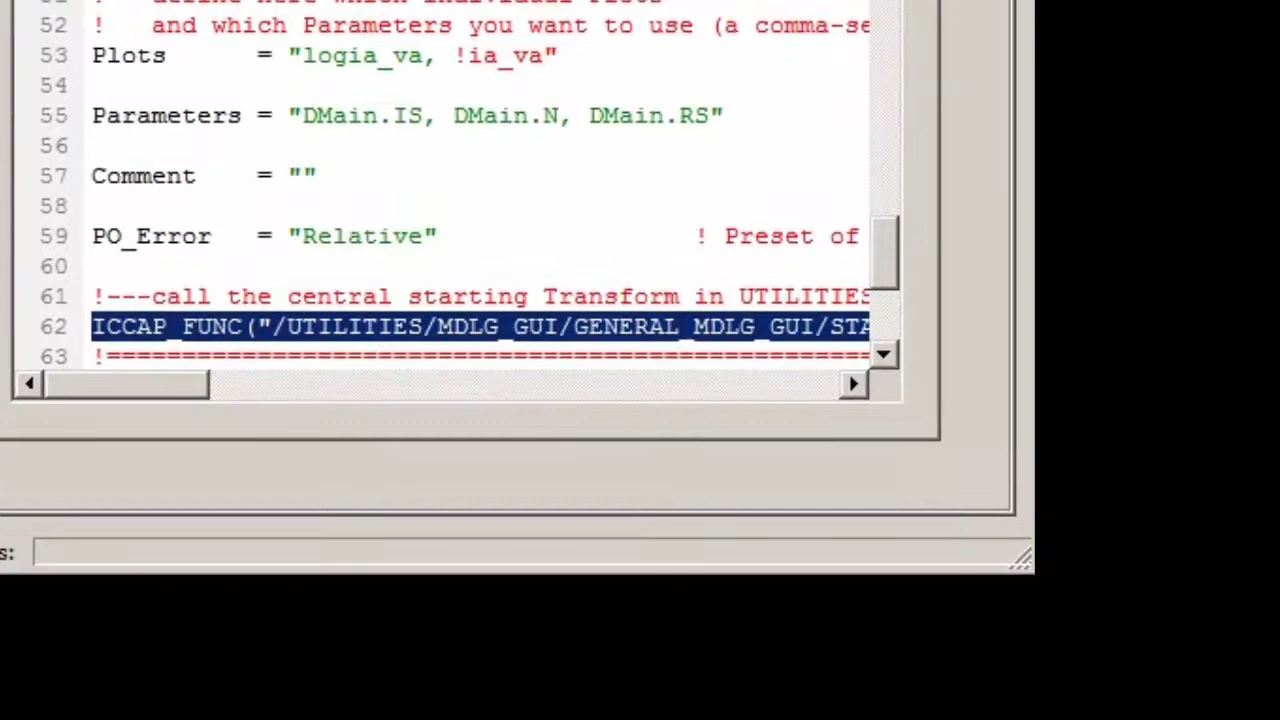 52 ! and which Parameters you want to use (a comma-se
53 Plots = "logia_va, !ia_va"
54
55 Parameters = "DMain.IS, DMain.N, DMain.RS"
56
57 Comment = ""
58
59 PO_Error = "Relative" ! Preset of
60
61 !---call the central starting Transform in UTILITIES
62 ICCAP_FUNC("/UTILITIES/MDLG_GUI/GENERAL_MDLG_GUI/STA
63 !===================================================
s: